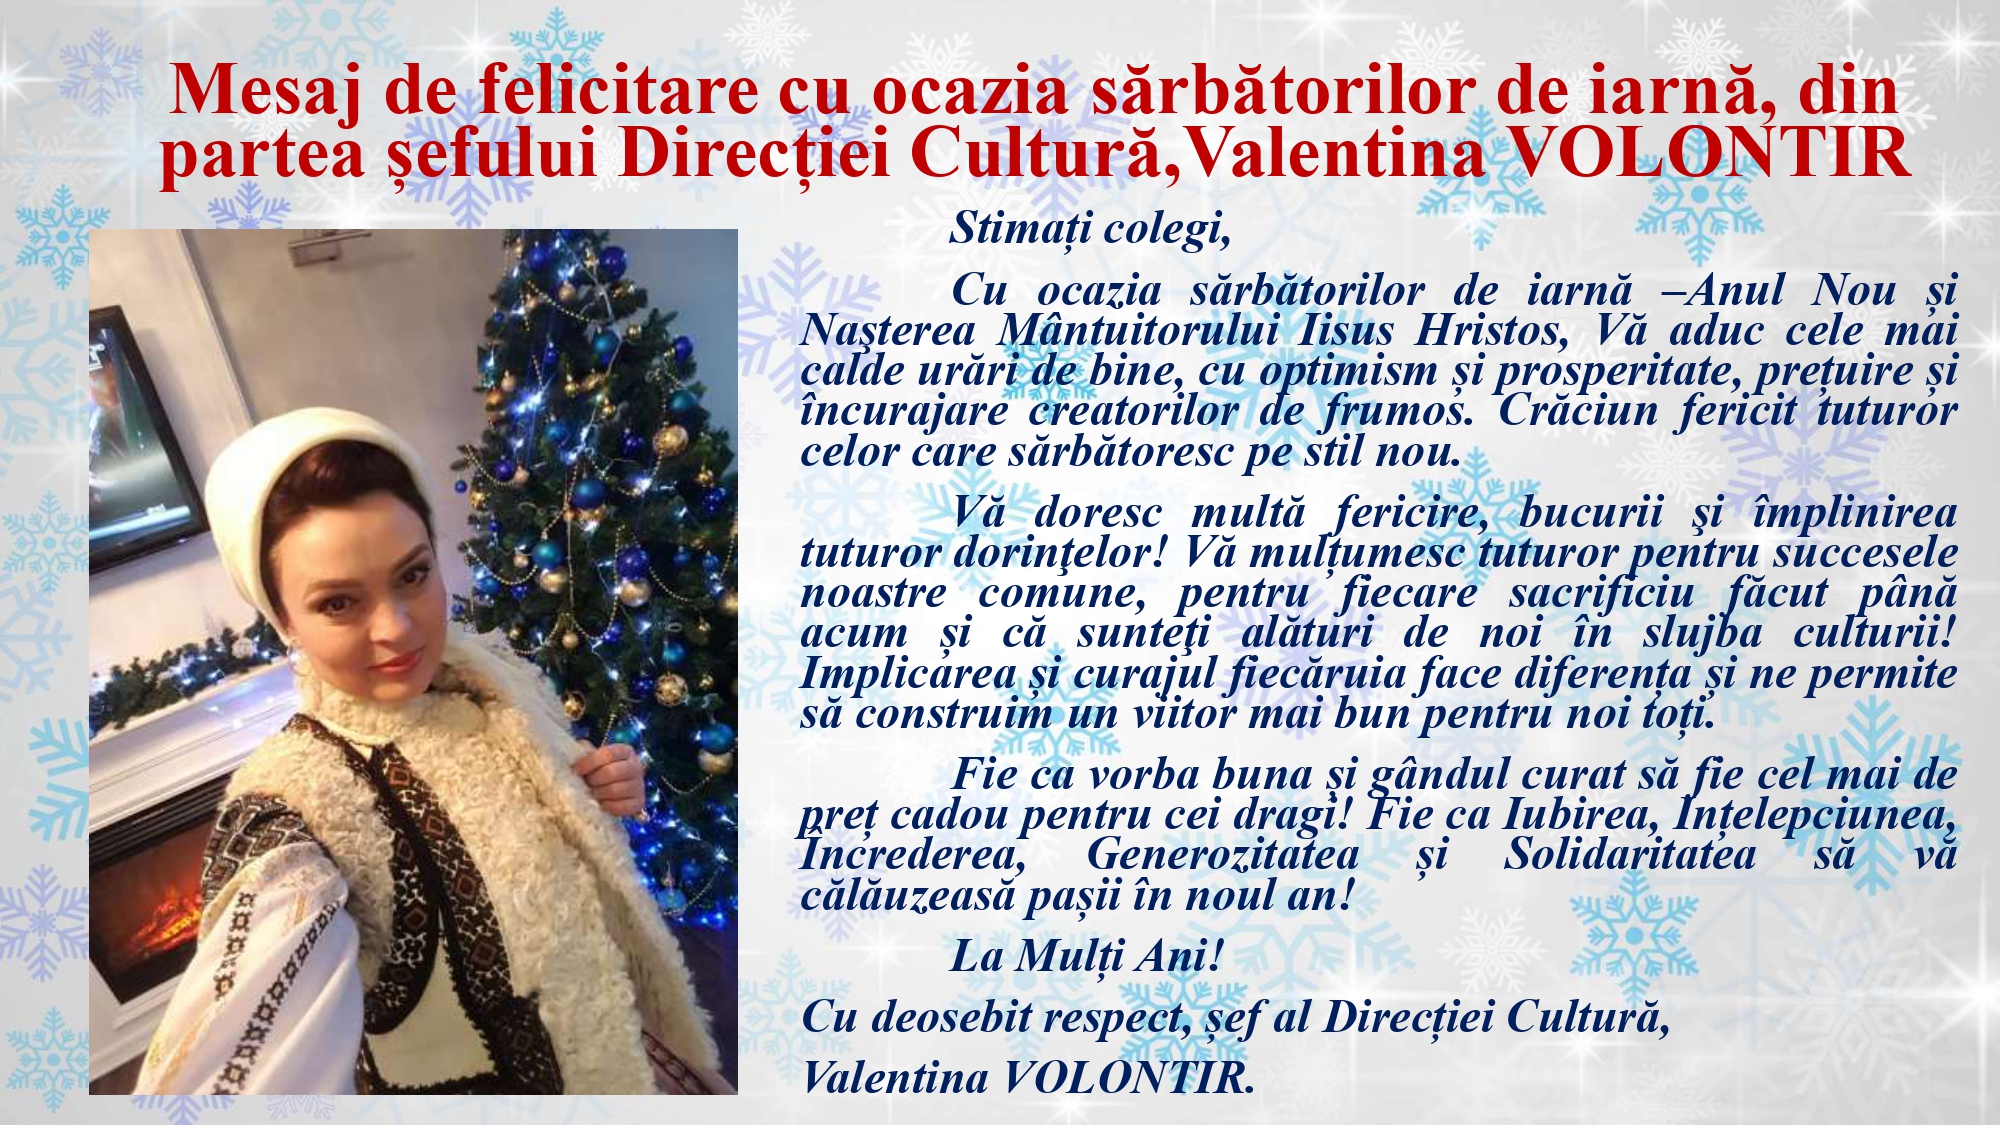 Mesaj de felicitare cu ocazia sărbătorilor de iarnă, din
partea șefului Direcției Cultură,Valentina VOLONTIR
Stimați colegi,
Cu ocazia sărbătorilor de iarnă –Anul Nou și
Naşterea Mântuitorului Iisus Hristos, Vă aduc cele mai
calde urări de bine, cu optimism și prosperitate, prețuire și
încurajare creatorilor de frumos. Crăciun fericit tuturor
celor care sărbătoresc pe stil nou.
Vă doresc multă fericire, bucurii şi împlinirea
tuturor dorinţelor! Vă mulțumesc tuturor pentru succesele
noastre comune, pentru fiecare sacrificiu făcut până
acum și că sunteţi alături de noi în slujba culturii!
Implicarea și curajul fiecăruia face diferența și ne permite
să construim un viitor mai bun pentru noi toți.
Fie ca vorba buna și gândul curat să fie cel mai de
preț cadou pentru cei dragi! Fie ca Iubirea, Ințelepciunea,
Încrederea, Generozitatea și Solidaritatea să vă
călăuzeasă pașii în noul an!
La Mulți Ani!
Cu deosebit respect, șef al Direcției Cultură,
Valentina VOLONTIR.